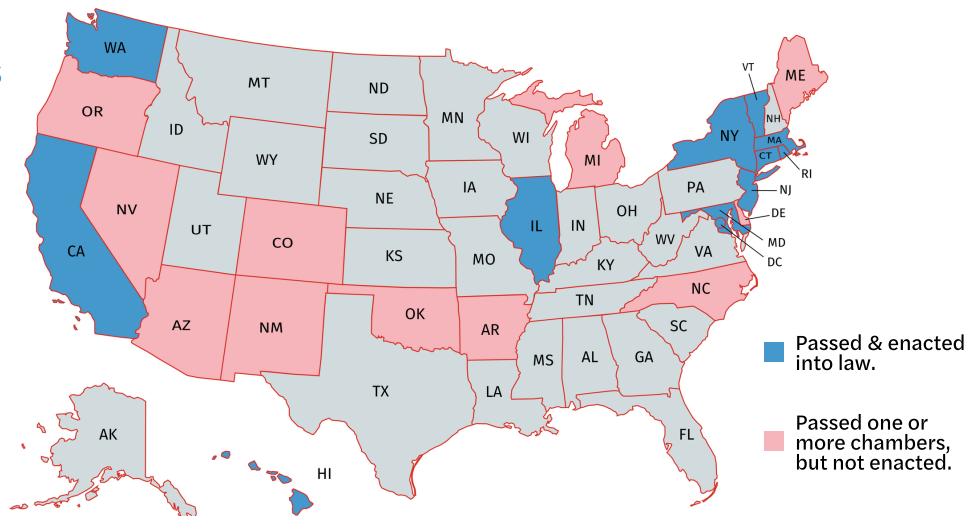 WA
MT
ND
MN
VT
ME
OR
ID
SD
WI
NY
NH
MA
MI
CT
RI
WY
IA
PA
NJ
NE
NV
UT
CO
IL
IN
OH
DE
MD
DC
CA
KS
MO
WV
VA
KY
NC
TN
AZ
NM
OK
AR
SC
MS
AL
GA
TX
LA
FL
AK
HI
Passed & enacted
into law.
Passed one or
more chambers,
but not enacted.